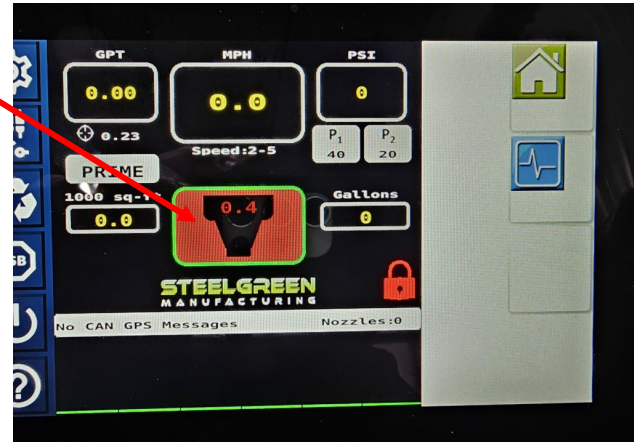 GPT MPH PSI
0.00 0.0 0
0.23 Speed:2-5 P1 40 P2 20
PRIME
1000 sq-ft Gallons
0.0 0.4 0
STEELGREEN
MANUFACTURING
No CAN GPS Messages Nozzles:0
SB
?